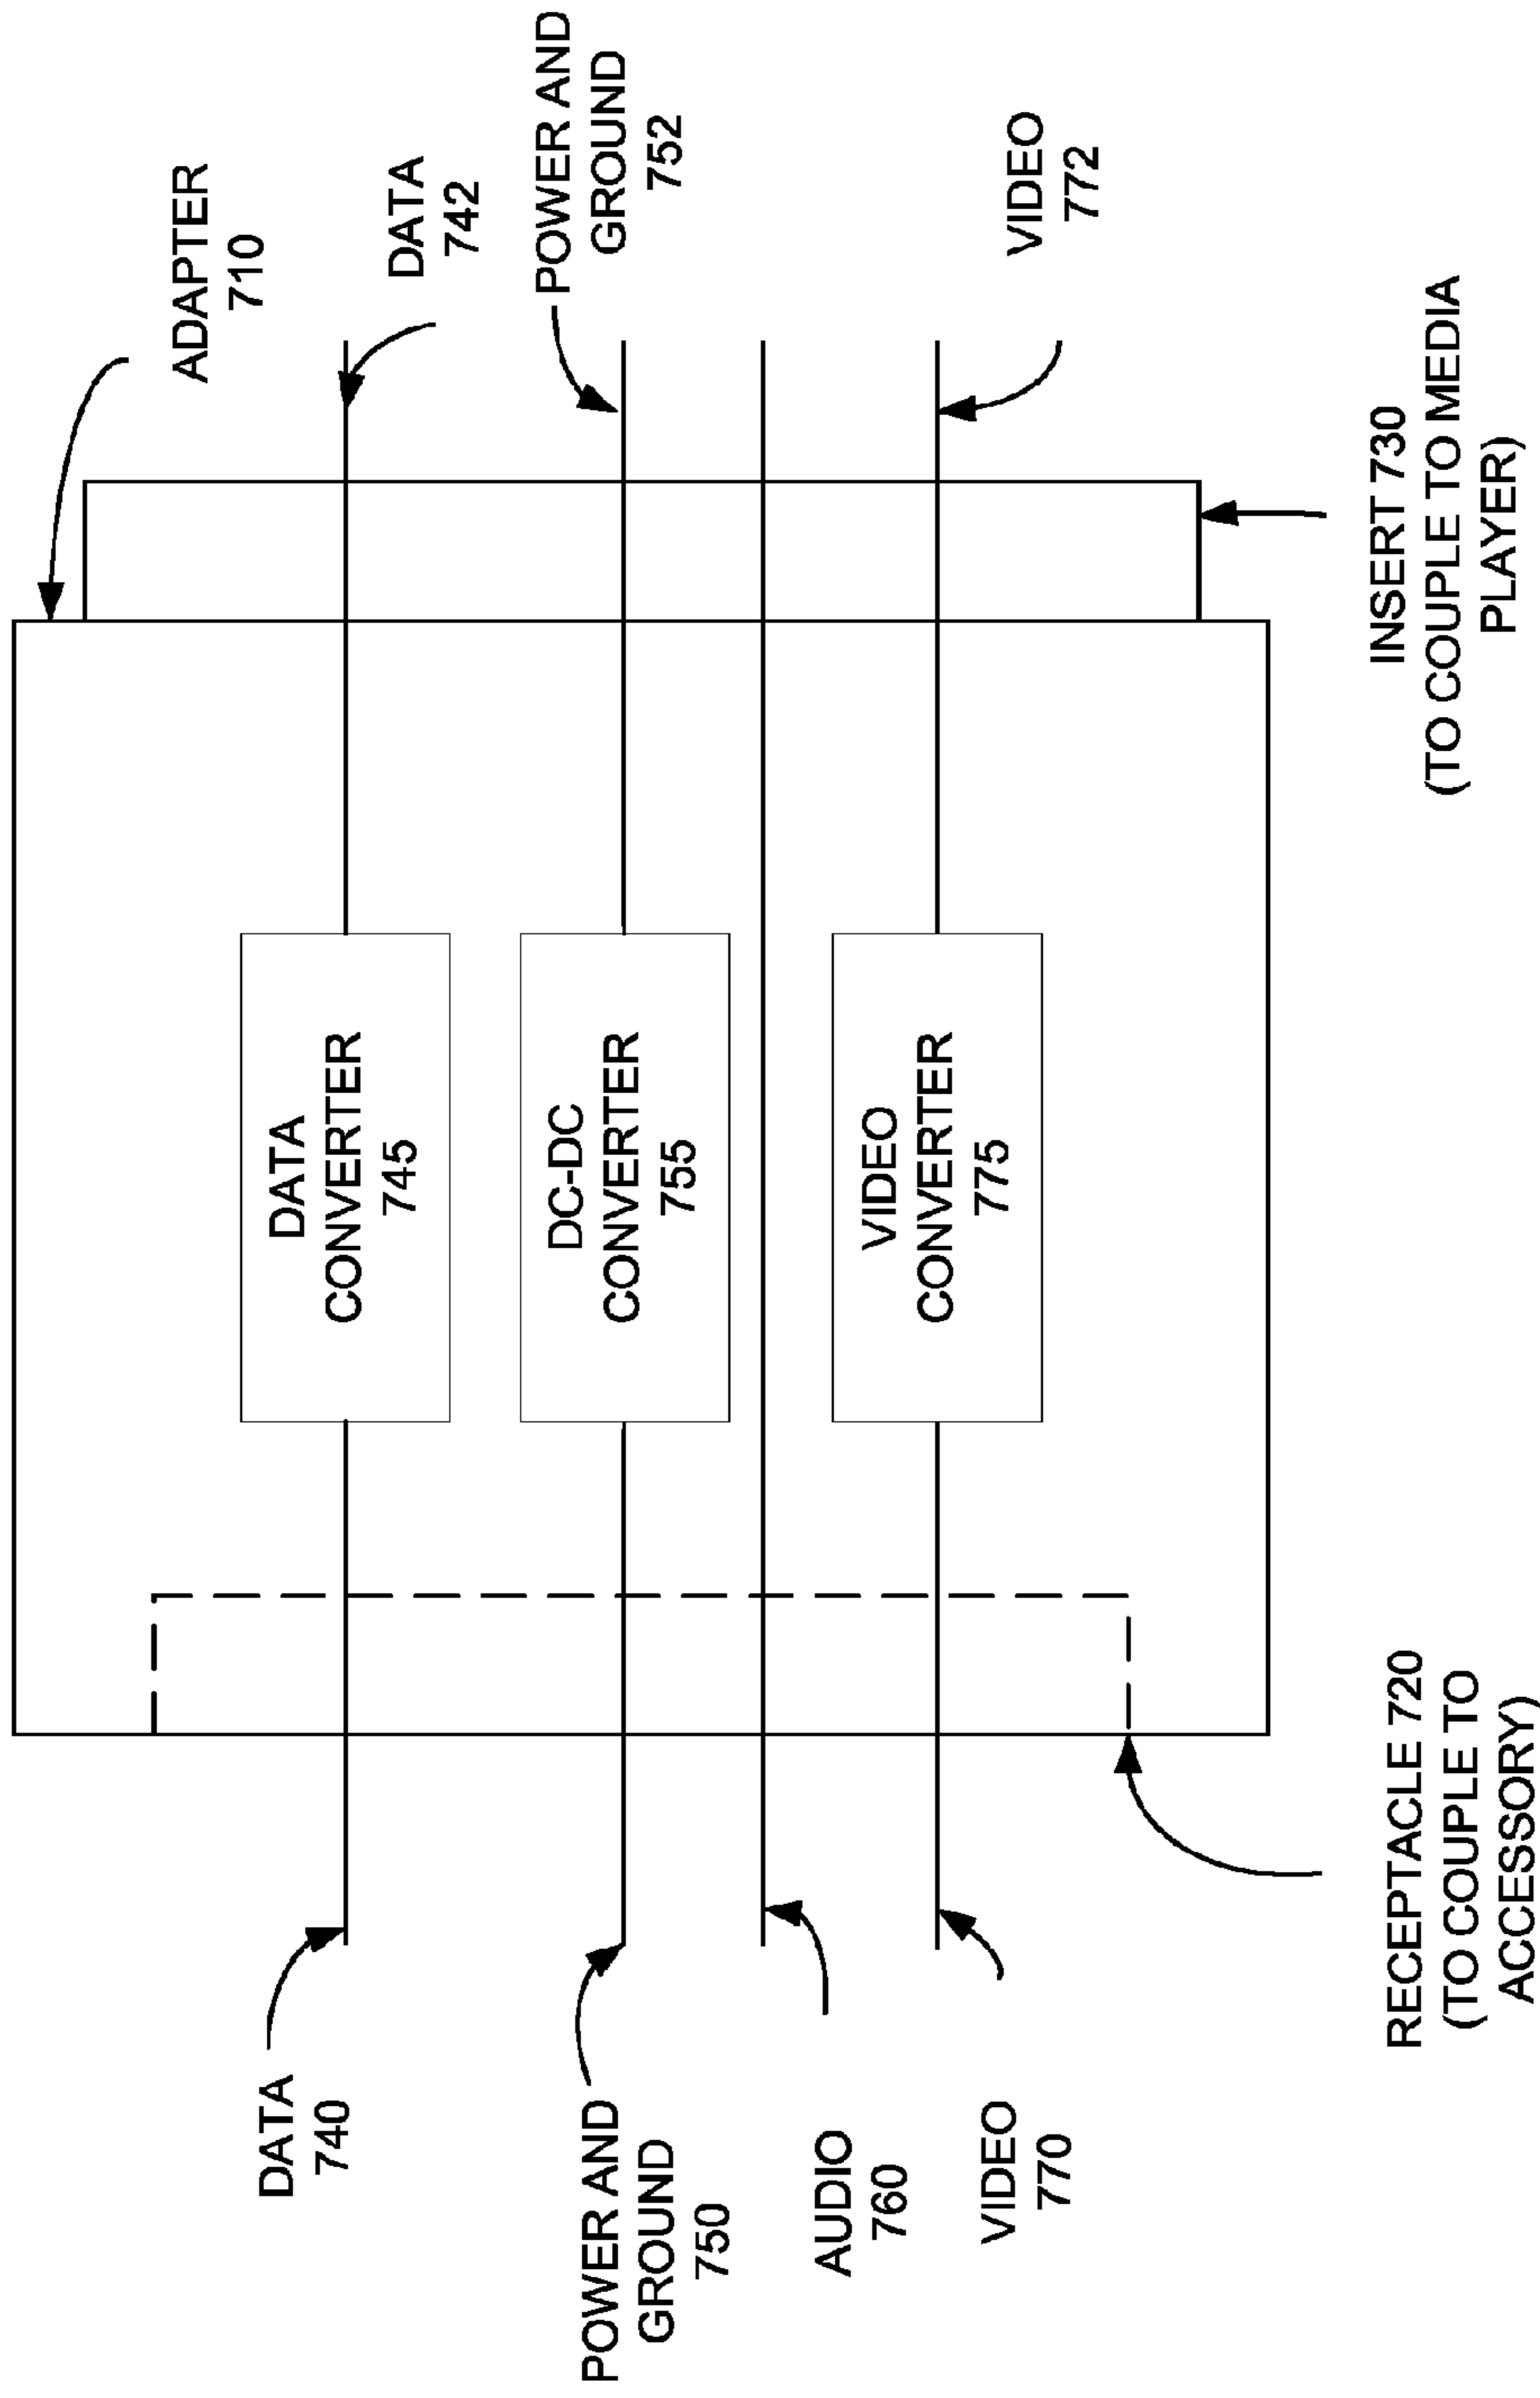 ADAPTER
710
DATA
740
DATA
CONVERTER
745
DATA
742
POWER AND
GROUND
750
DC-DC
CONVERTER
755
POWER AND
GROUND
752
AUDIO
760
VIDEO
770
VIDEO
CONVERTER
775
VIDEO
772
RECEPTACLE 720
(TO COUPLE TO
ACCESSORY)
INSERT 730
(TO COUPLE TO MEDIA
PLAYER)